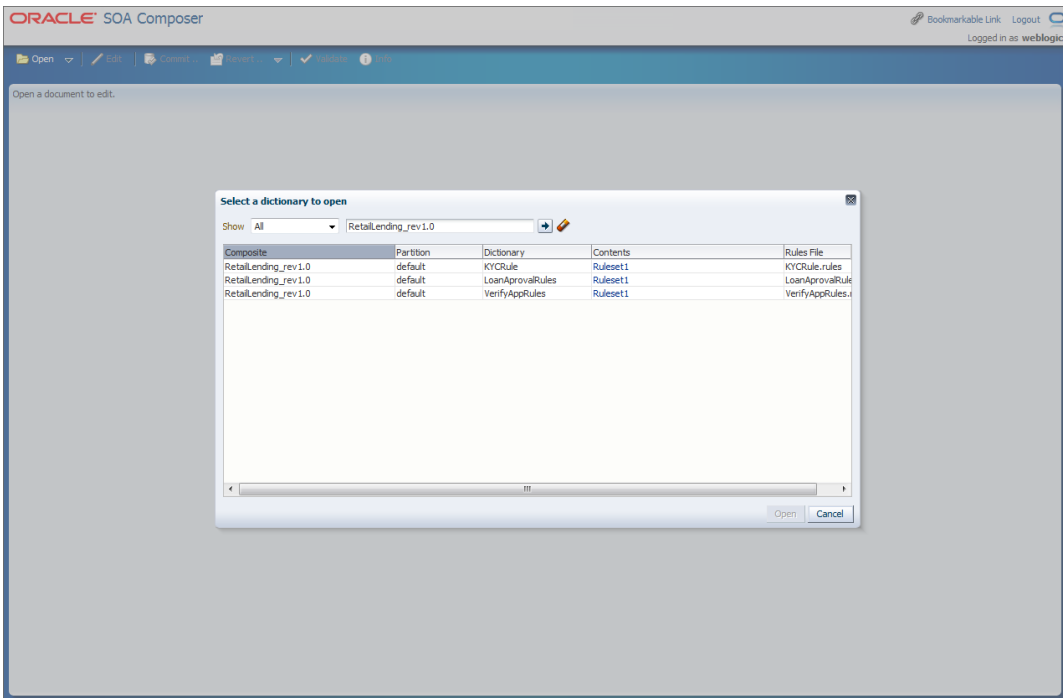 ORACLE SOA Composer
Bookmarkable Link Logout
Logged in as weblogic
Open Edit Commit ... Revert ... Validate Info
Open a document to edit.
Select a dictionary to open
Show All RetailLending_rev1.0
Composite Partition Dictionary Contents Rules File
RetailLending_rev1.0 default KYCRule Ruleset1 KYCRule.rules
RetailLending_rev1.0 default LoanAprovalRules Ruleset1 LoanAprovalRule
RetailLending_rev1.0 default VerifyAppRules Ruleset1 VerifyAppRules.r
Open Cancel